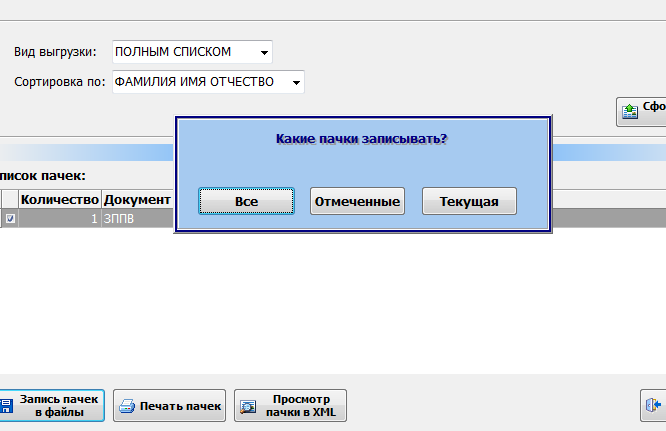 Вид выгрузки: ПОЛНЫМ СПИСКОМ
Сортировка по: ФАМИЛИЯ ИМЯ ОТЧЕСТВО
Сфо
Какие пачки записывать?
писок пачек:
Все Отмеченные Текущая
Количество Документ
1 ЗППВ
Запись пачек
в файлы
Печать пачек
Просмотр
пачки в XML